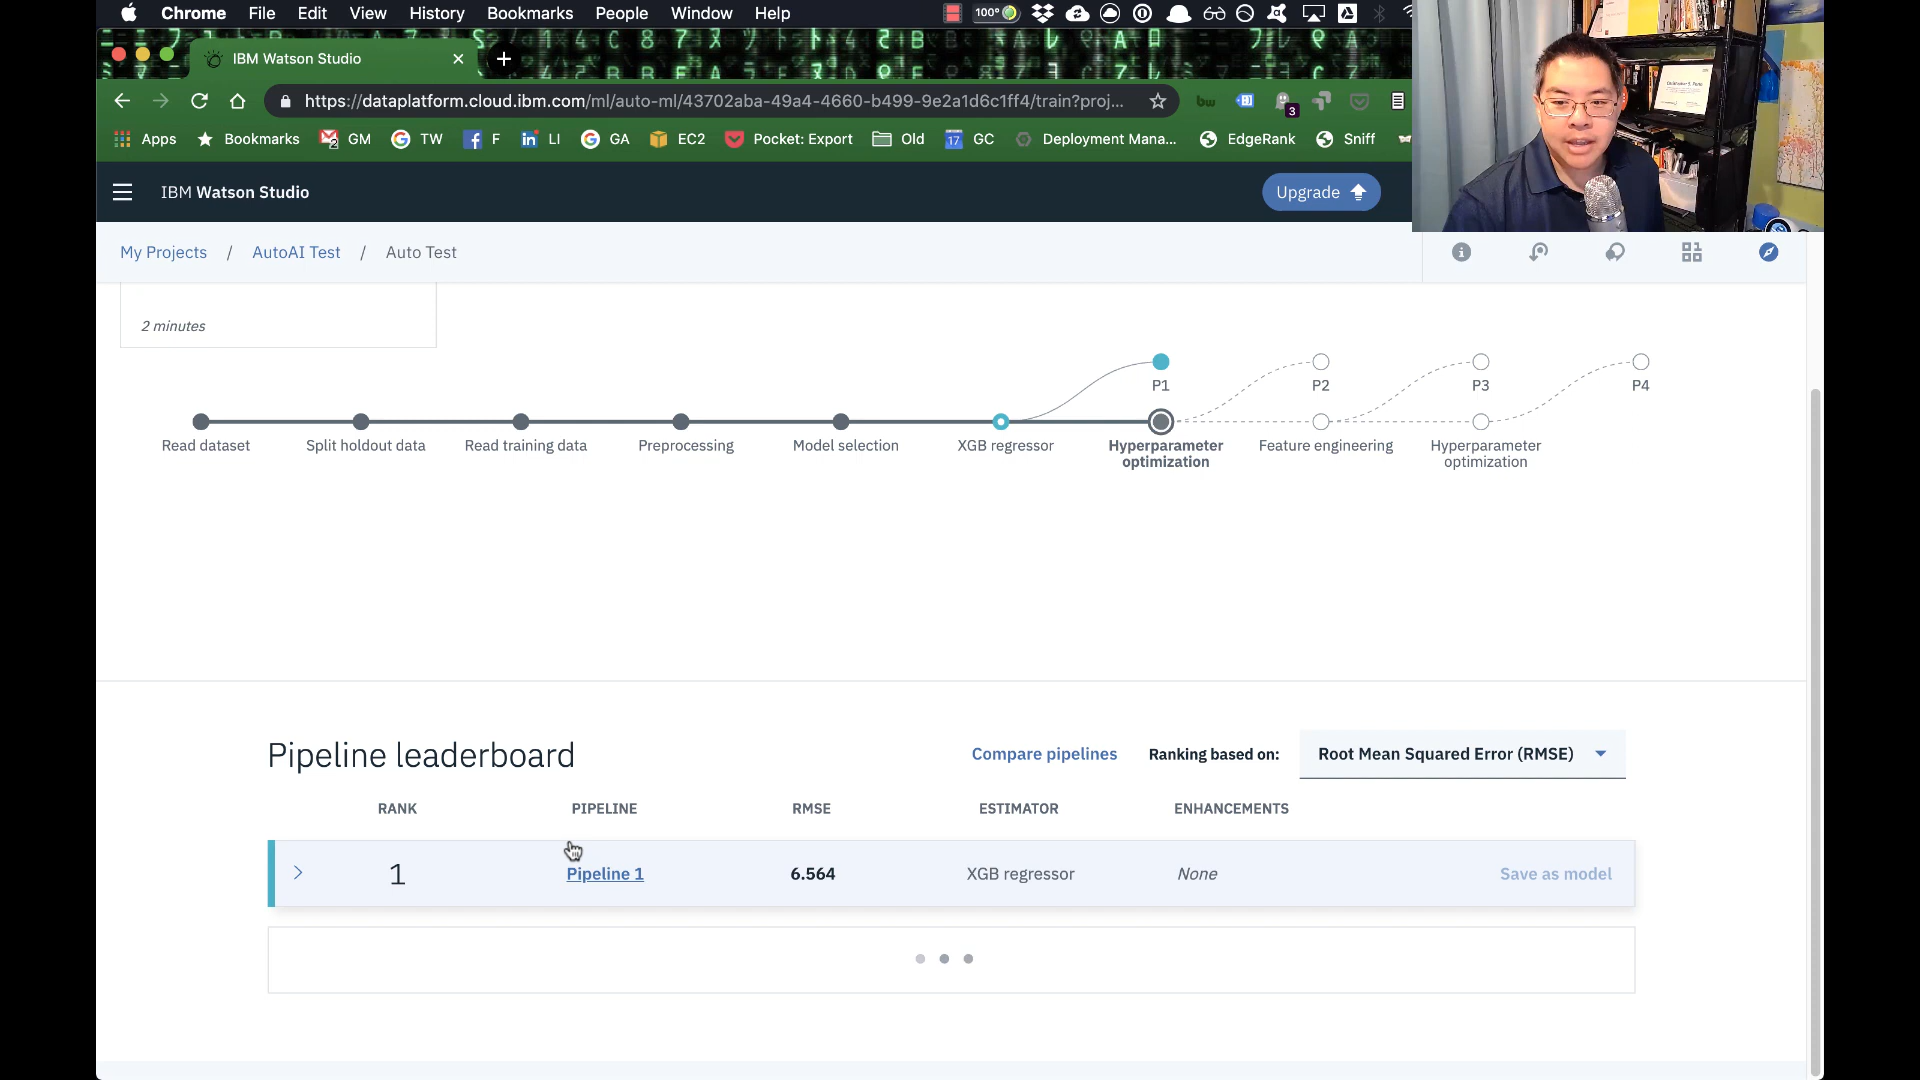 Chrome File Edit View History Bookmarks People Window Help 100°
IBM Watson Studio
https://dataplatform.cloud.ibm.com/ml/auto-ml/43702aba-49a4-4660-b499-9e2a1d6c1ff4/train?proj... bw 3
Apps Bookmarks 2 GM TW F LI GA EC2 Pocket: Export Old 17 GC Deployment Mana... EdgeRank Sniff
IBM Watson Studio Upgrade
My Projects / AutoAI Test / Auto Test
2 minutes
P1 P2 P3 P4
Read dataset Split holdout data Read training data Preprocessing Model selection XGB regressor Hyperparameter Feature engineering Hyperparameter
optimization optimization
Pipeline leaderboard Compare pipelines Ranking based on: Root Mean Squared Error (RMSE)
RANK PIPELINE RMSE ESTIMATOR ENHANCEMENTS
1 Pipeline 1 6.564 XGB regressor None Save as model